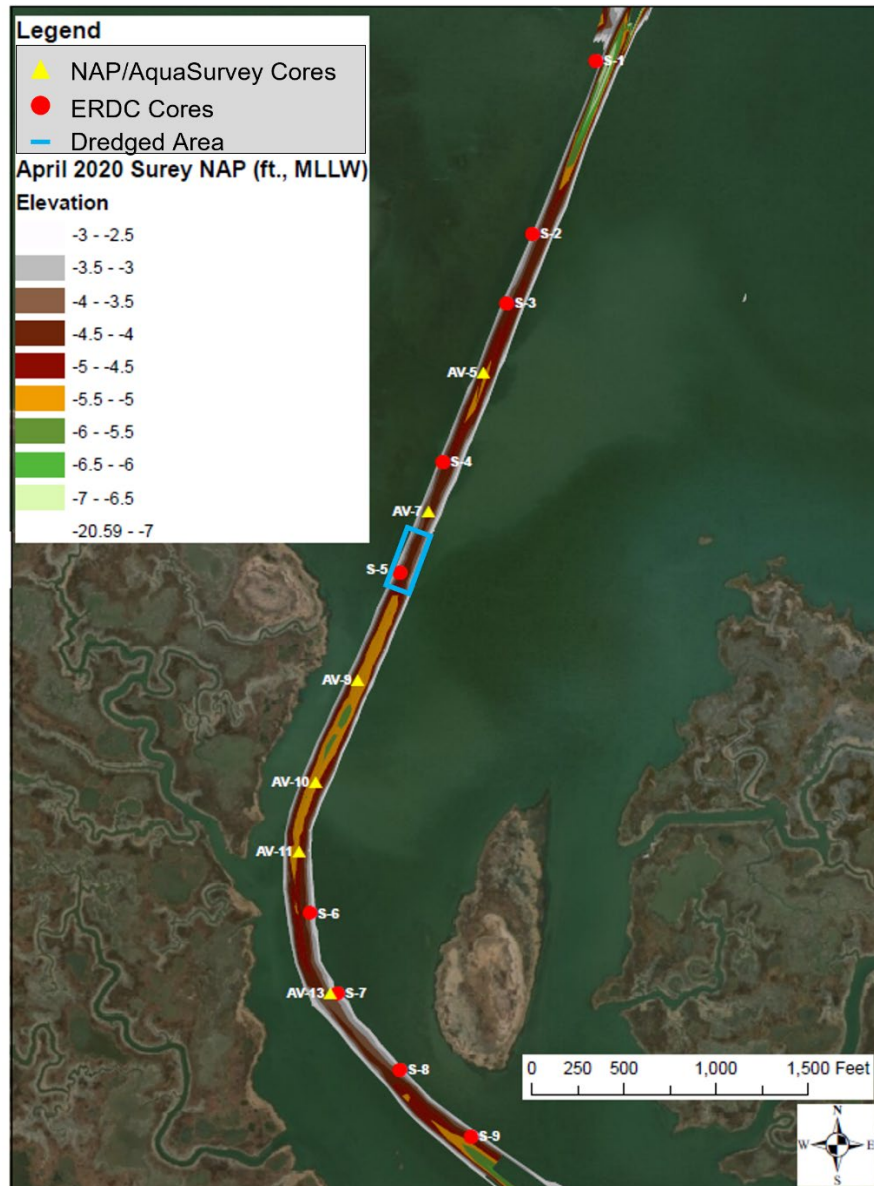 Legend
NAP/AquaSurvey Cores
ERDC Cores
Dredged Area
April 2020 Surey NAP (ft., MLLW)
Elevation
-3 - -2.5
-3.5 - -3
-4 - -3.5
-4.5 - -4
-5 - -4.5
-5.5 - -5
-6 - -5.5
-6.5 - -6
-7 - -6.5
-20.59 - -7
S-1
S-2
S-3
AV-5
S-4
AV-7
S-5
AV-9
AV-10
AV-11
S-6
AV-13 S-7
S-8
S-9
0 250 500 1,000 1,500 Feet
N
W E
S